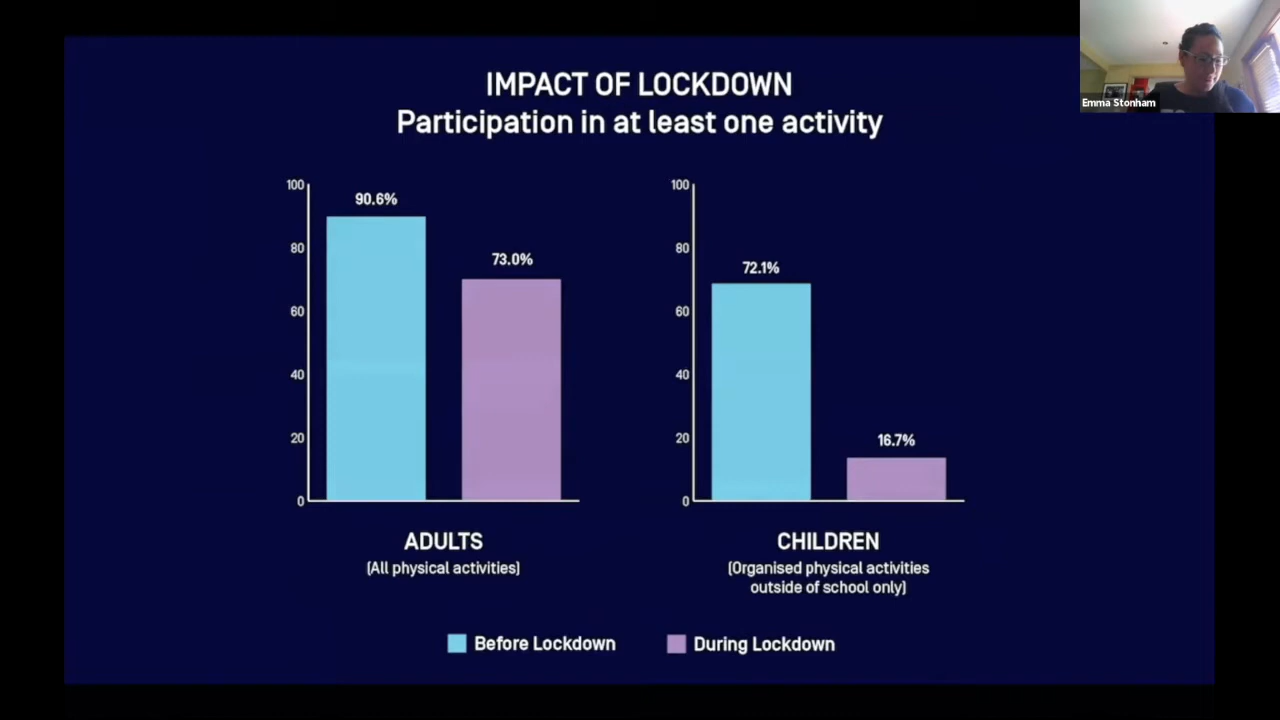 Emma Stonham
IMPACT OF LOCKDOWN
Participation in at least one activity
100
80
60
40
20
0
90.6%
73.0%
ADULTS
(All physical activities)
100
80
60
40
20
0
72.1%
16.7%
CHILDREN
(Organised physical activities
outside of school only)
Before Lockdown
During Lockdown